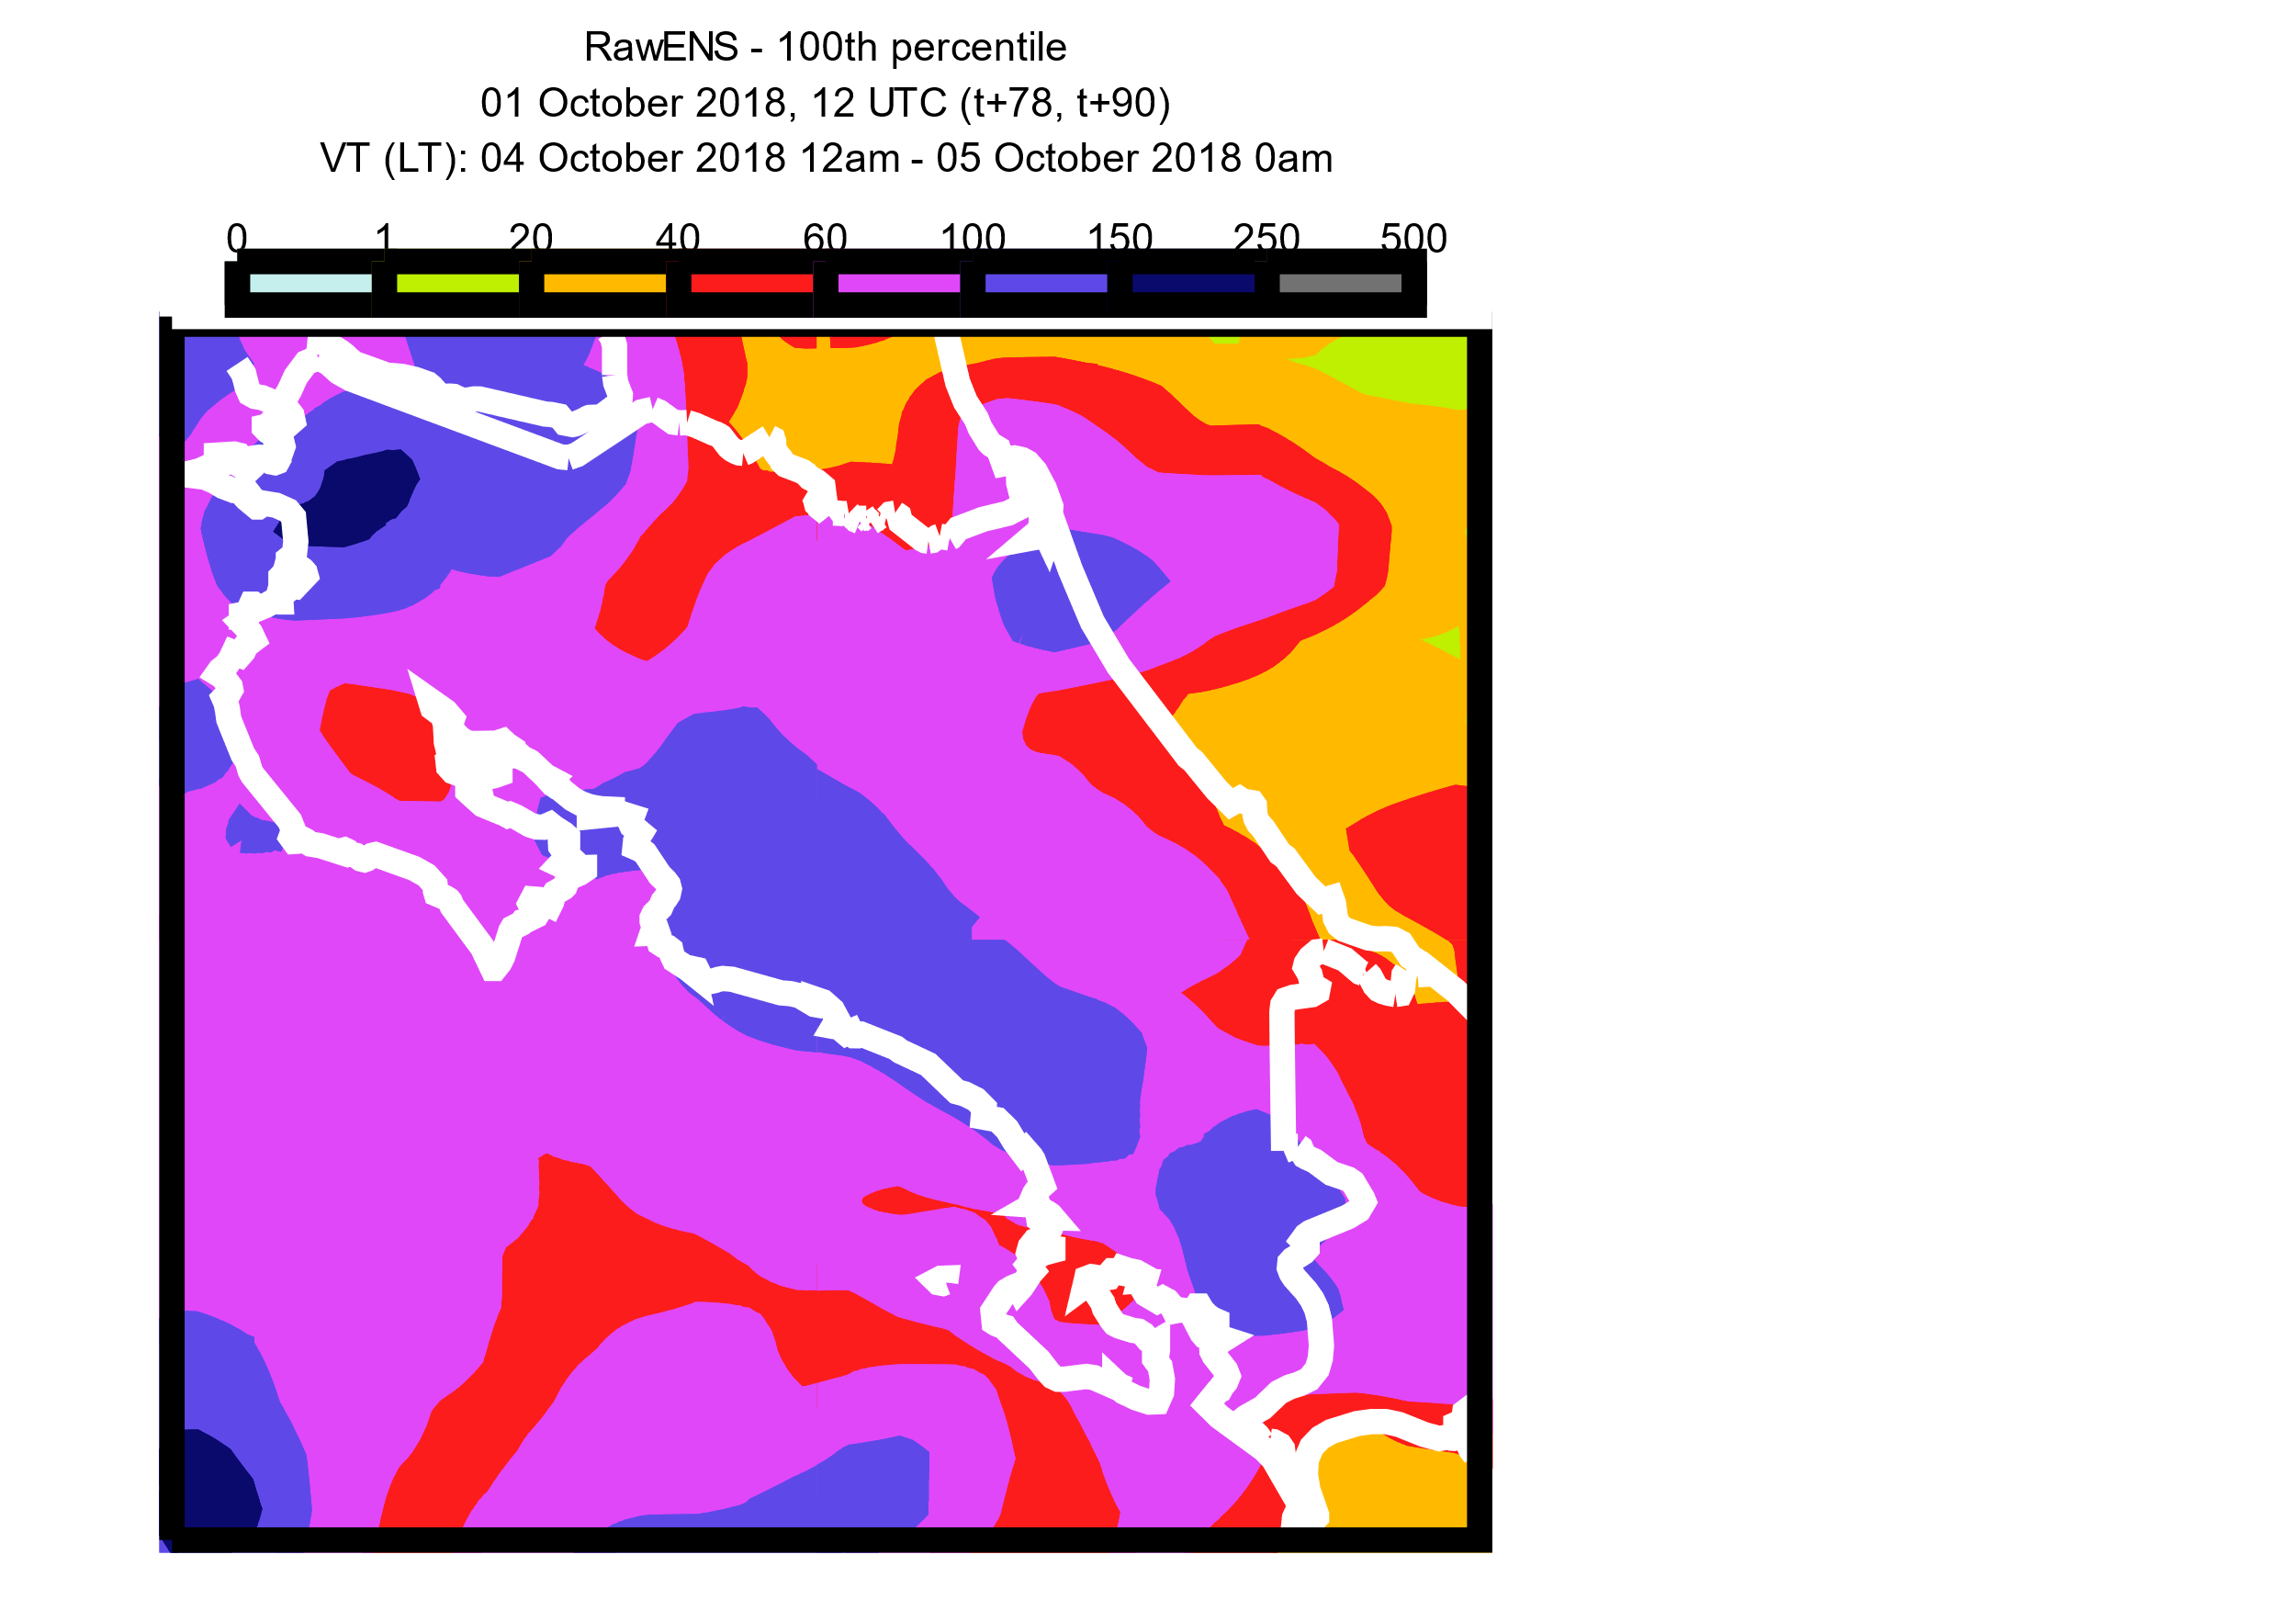 RawENS - 100th percentile
01 October 2018, 12 UTC (t+78, t+90)
VT (LT): 04 October 2018 12am - 05 October 2018 0am
0 1 20 40 60 100 150 250 500